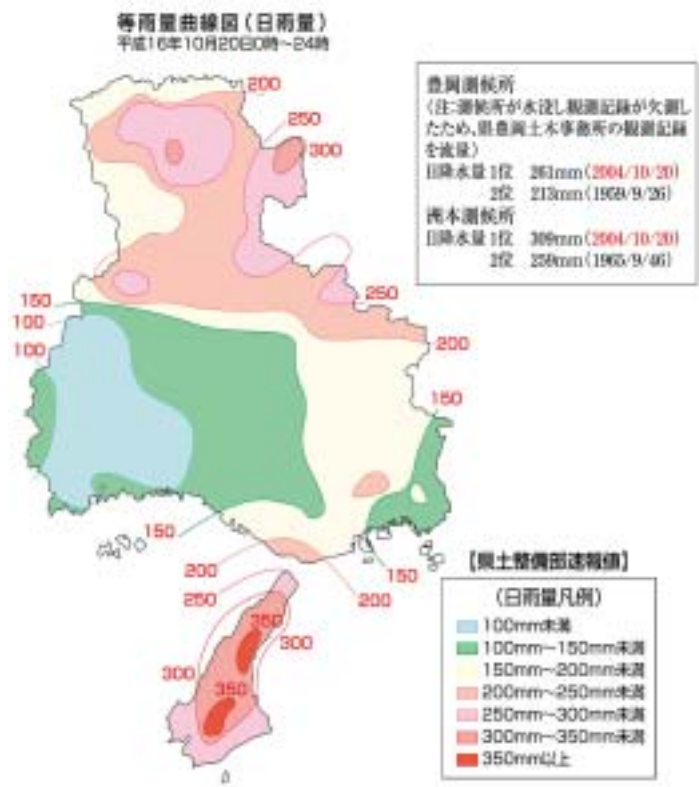 等雨量曲線図(日雨量)
平成16年10月20日0時~24時
豊岡測候所
(注:測候所が水没し観測記録が欠測し
たため、県豊岡土木事務所の観測記録
を流量)
日降水量1位 261mm(2004/10/20)
2位 213mm(1959/9/26)
洲本測候所
日降水量1位 309mm(2004/10/20)
2位 259mm(1965/9/46)
200
250
300
250
150
100
100
200
150
150
150
200
200
250
350
300
300
350
【県土整備部速報値】
(日雨量凡例)
100mm未満
100mm~150mm未満
150mm~200mm未満
200mm~250mm未満
250mm~300mm未満
300mm~350mm未満
350mm以上